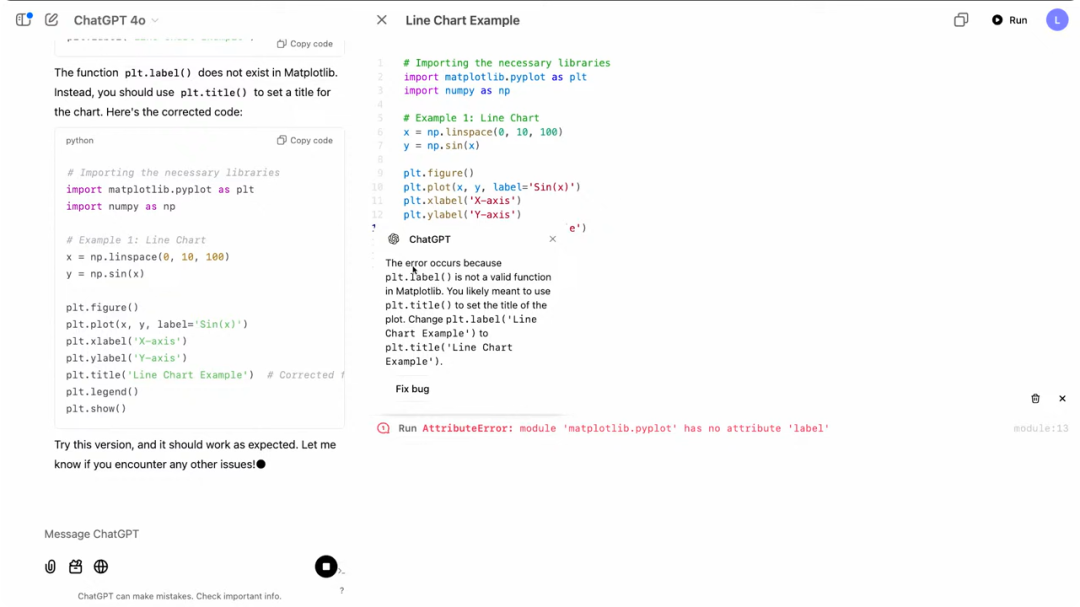 ChatGPT 4o
Line Chart Example
Run
L
Copy code
The function plt.label() does not exist in Matplotlib.
Instead, you should use plt.title() to set a title for
the chart. Here's the corrected code:
python
Copy code
# Importing the necessary libraries
import matplotlib.pyplot as plt
import numpy as np
# Example 1: Line Chart
x = np.linspace(0, 10, 100)
y = np.sin(x)
plt.figure()
plt.plot(x, y, label='Sin(x)')
plt.xlabel('X-axis')
plt.ylabel('Y-axis')
plt.title('Line Chart Example')  # Corrected f
plt.legend()
plt.show()
Try this version, and it should work as expected. Let me
know if you encounter any other issues!
Message ChatGPT
?
ChatGPT can make mistakes. Check important info.
1 # Importing the necessary libraries
2 import matplotlib.pyplot as plt
3 import numpy as np
4
5 # Example 1: Line Chart
6 x = np.linspace(0, 10, 100)
7 y = np.sin(x)
8
9 plt.figure()
10 plt.plot(x, y, label='Sin(x)')
11 plt.xlabel('X-axis')
12 plt.ylabel('Y-axis')
1 e')
ChatGPT
The error occurs because
plt.label() is not a valid function
in Matplotlib. You likely meant to use
plt.title() to set the title of the
plot. Change plt.label('Line
Chart Example') to
plt.title('Line Chart
Example').
Fix bug
Run AttributeError: module 'matplotlib.pyplot' has no attribute 'label'
module:13